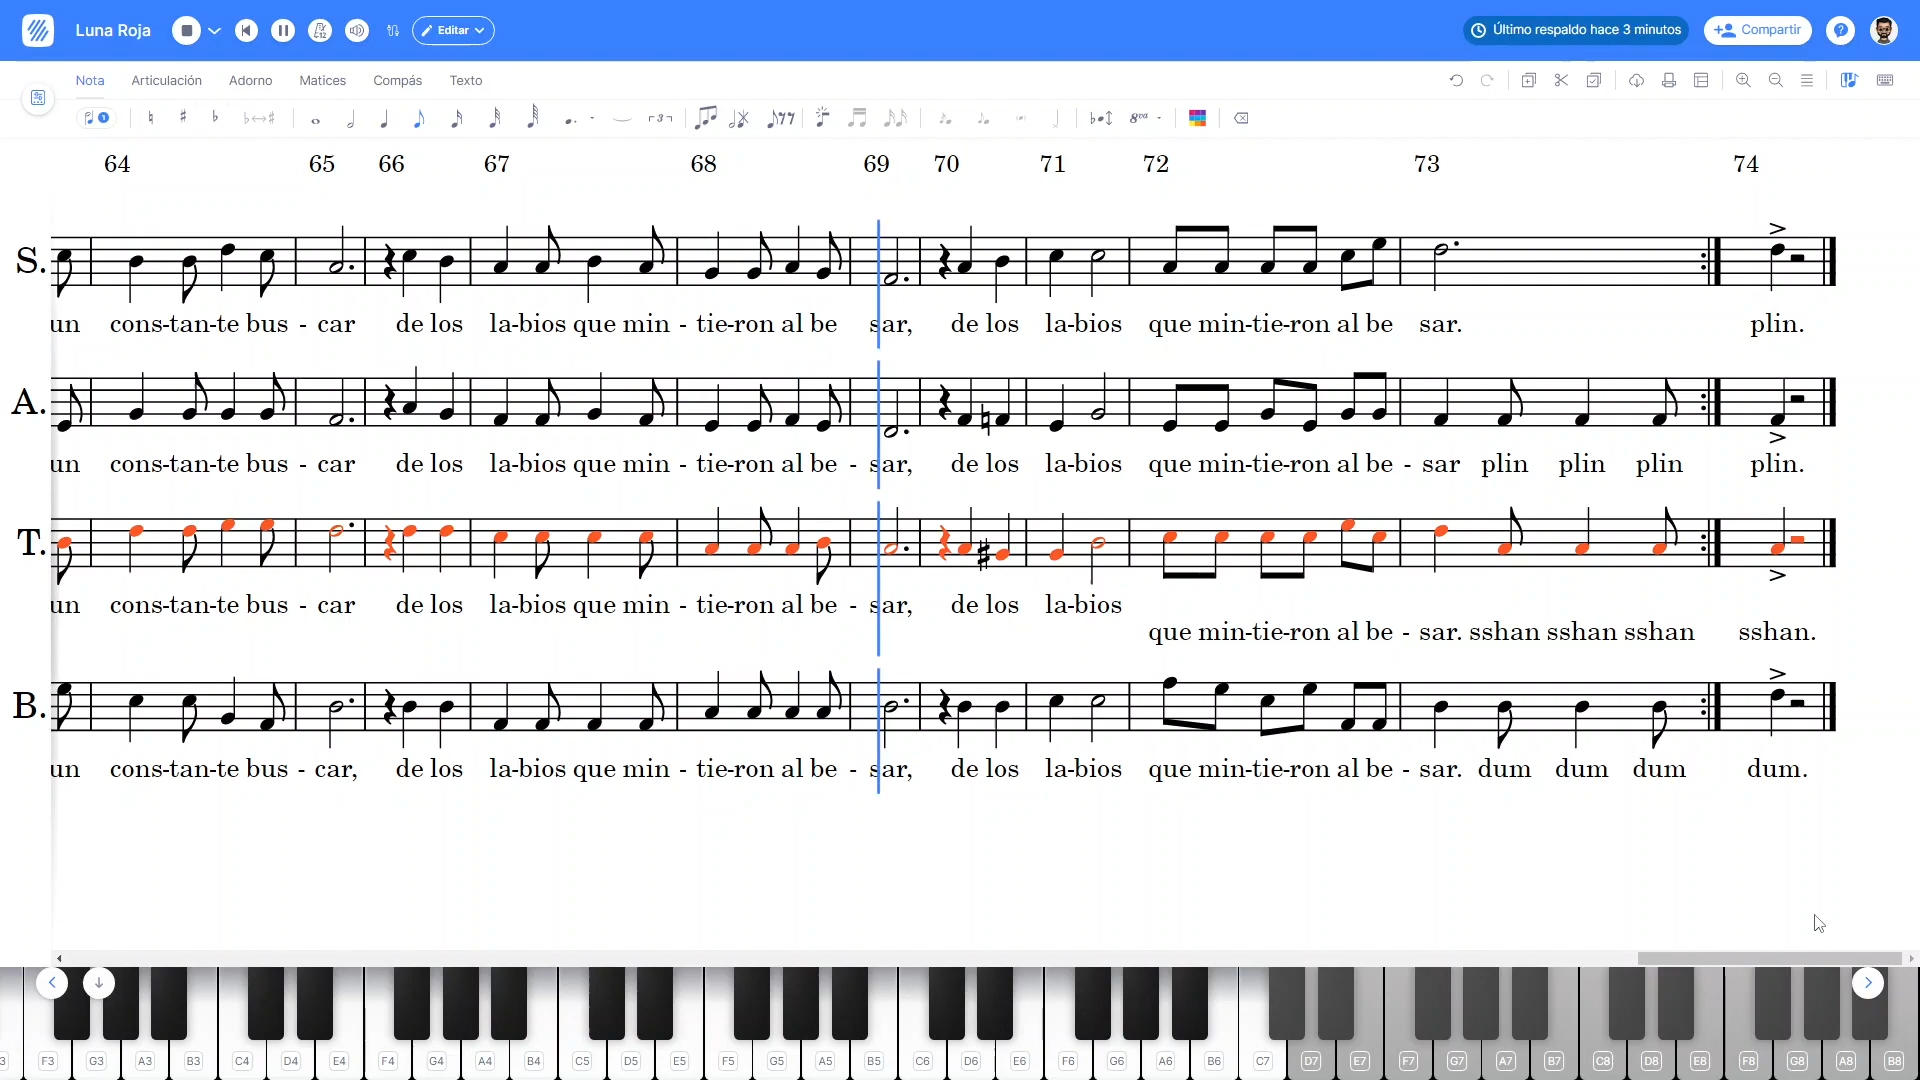 Luna Roja
Editar
Último respaldo hace 3 minutos
Compartir
Nota Articulación Adorno Matices Compás Texto
1 3 8va
64 65 66 67 68 69 70 71 72 73 74
S.
un cons-tan-te bus - car de los la-bios que min - tie-ron al be sar, de los la-bios que min-tie-ron al be sar. plin.
A.
un cons-tan-te bus - car de los la-bios que min - tie-ron al be - sar, de los la-bios que min-tie-ron al be - sar plin plin plin plin.
T.
un cons-tan-te bus - car de los la-bios que min - tie-ron al be - sar, de los la-bios
que min-tie-ron al be - sar. sshan sshan sshan sshan.
B.
un cons-tan-te bus - car, de los la-bios que min - tie-ron al be - sar, de los la-bios que min-tie-ron al be - sar. dum dum dum dum.
3 F3 G3 A3 B3 C4 D4 E4 F4 G4 A4 B4 C5 D5 E5 F5 G5 A5 B5 C6 D6 E6 F6 G6 A6 B6 C7 D7 E7 F7 G7 A7 B7 C8 D8 E8 F8 G8 A8 B8